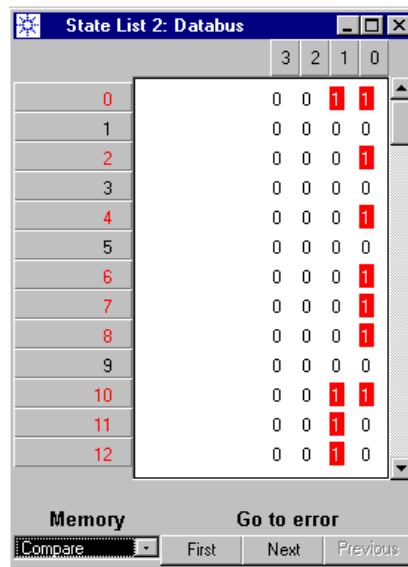 State List 2: Databus
3 2 1 0
0 0 0 1 1
1 0 0 0 0
2 0 0 0 1
3 0 0 0 0
4 0 0 0 1
5 0 0 0 0
6 0 0 0 1
7 0 0 0 1
8 0 0 0 1
9 0 0 0 0
10 0 0 1 1
11 0 0 1 0
12 0 0 1 0
Memory Go to error
Compare First Next Previous